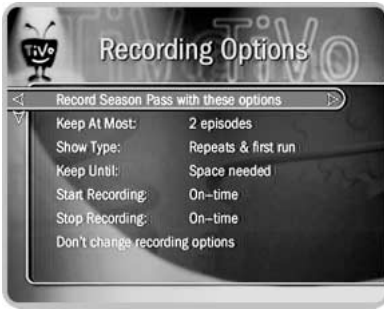 TiVo
Recording Options
Record Season Pass with these options
Keep At Most: 2 episodes
Show Type: Repeats & first run
Keep Until: Space needed
Start Recording: On-time
Stop Recording: On-time
Don't change recording options